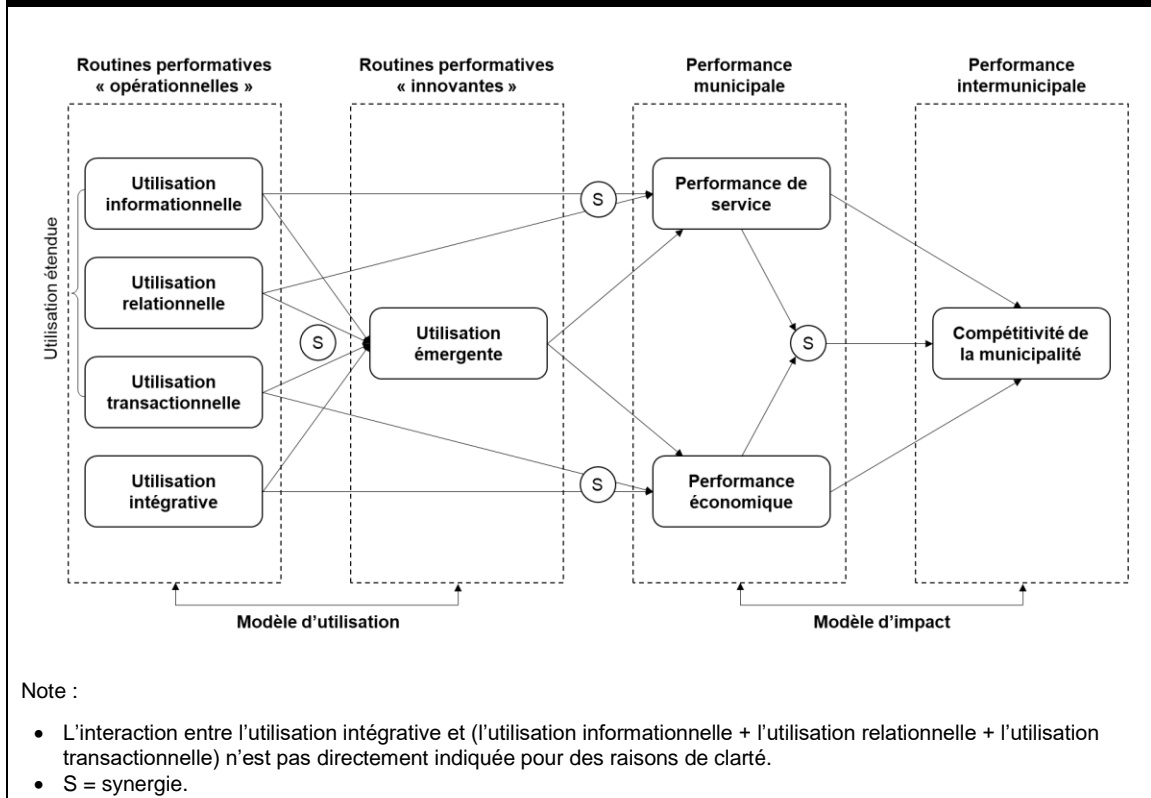 Routines performatives
« opérationnelles »
Routines performatives
« innovantes »
Performance
municipale
Performance
intermunicipale
Utilisation étendue
Utilisation
informationnelle
Utilisation
relationnelle
Utilisation
transactionnelle
Utilisation
intégrative
S
Utilisation
émergente
S
S
Performance de
service
Performance
économique
S
Compétitivité de
la municipalité
Modèle d’utilisation
Modèle d’impact
Note :
• L’interaction entre l’utilisation intégrative et (l’utilisation informationnelle + l’utilisation relationnelle + l’utilisation
transactionnelle) n’est pas directement indiquée pour des raisons de clarté.
• S = synergie.